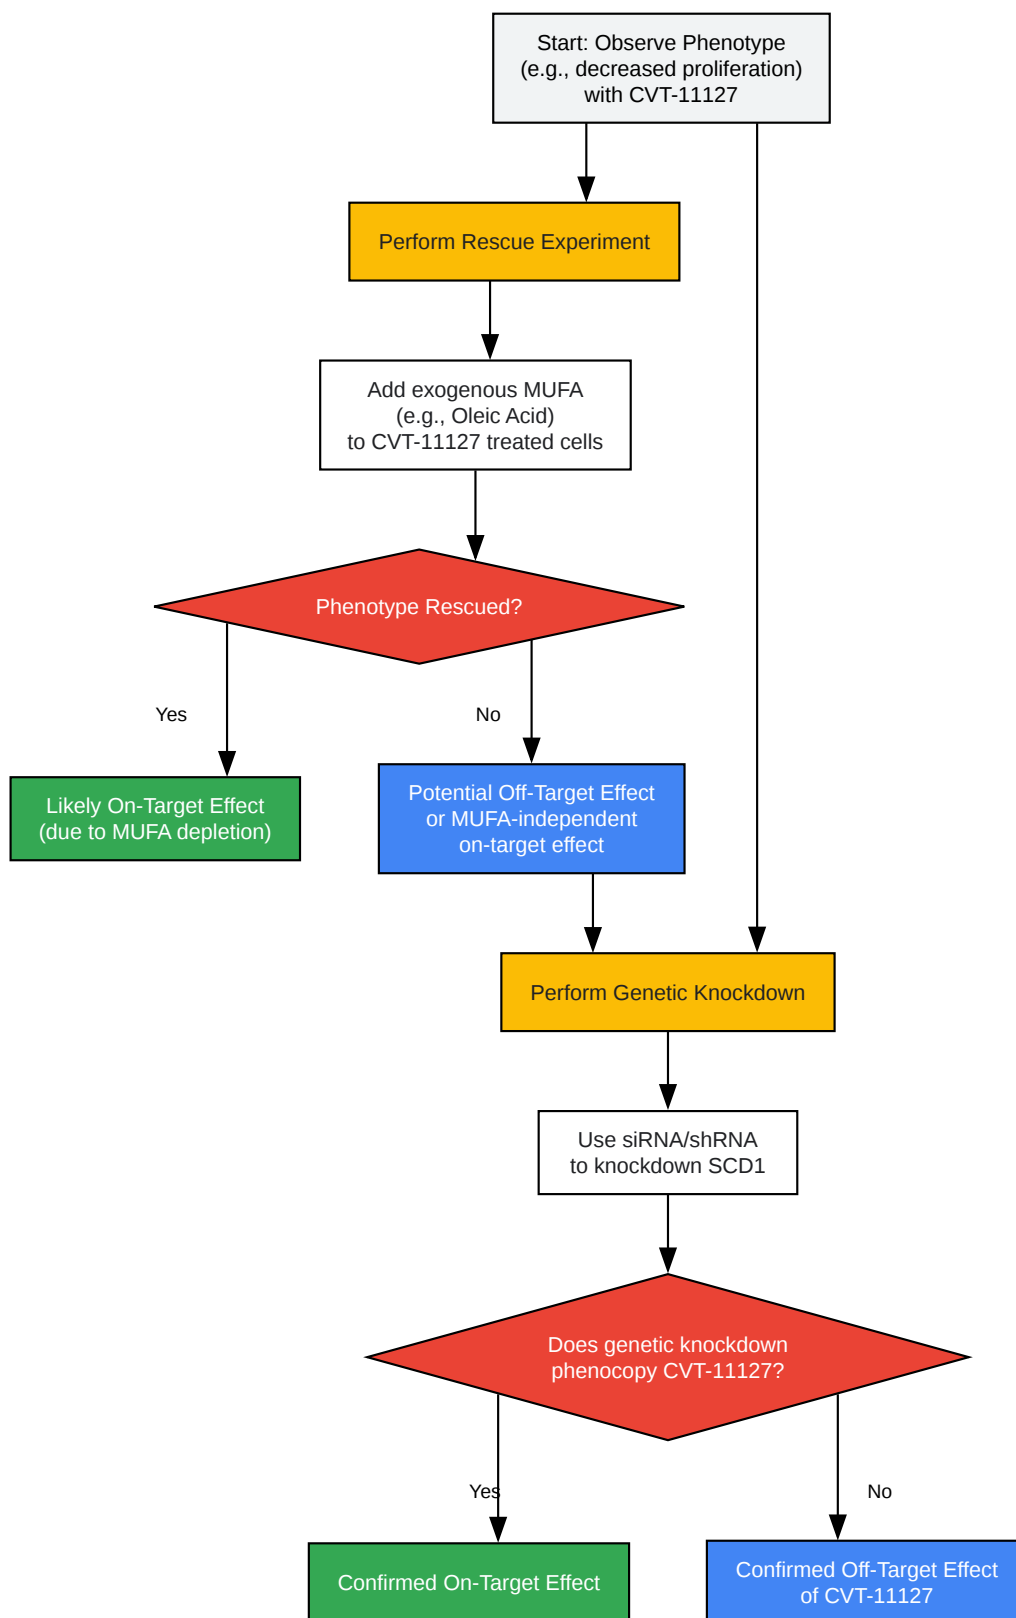 Start: Observe Phenotype
(e.g., decreased proliferation)
with CVT-11127
Perform Rescue Experiment
Add exogenous MUFA
(e.g., Oleic Acid)
to CVT-11127 treated cells
Phenotype Rescued?
Yes
No
Likely On-Target Effect
(due to MUFA depletion)
Potential Off-Target Effect
or MUFA-independent
on-target effect
Perform Genetic Knockdown
Use siRNA/shRNA
to knockdown SCD1
Does genetic knockdown
phenocopy CVT-11127?
Yes
No
Confirmed On-Target Effect
Confirmed Off-Target Effect
of CVT-11127